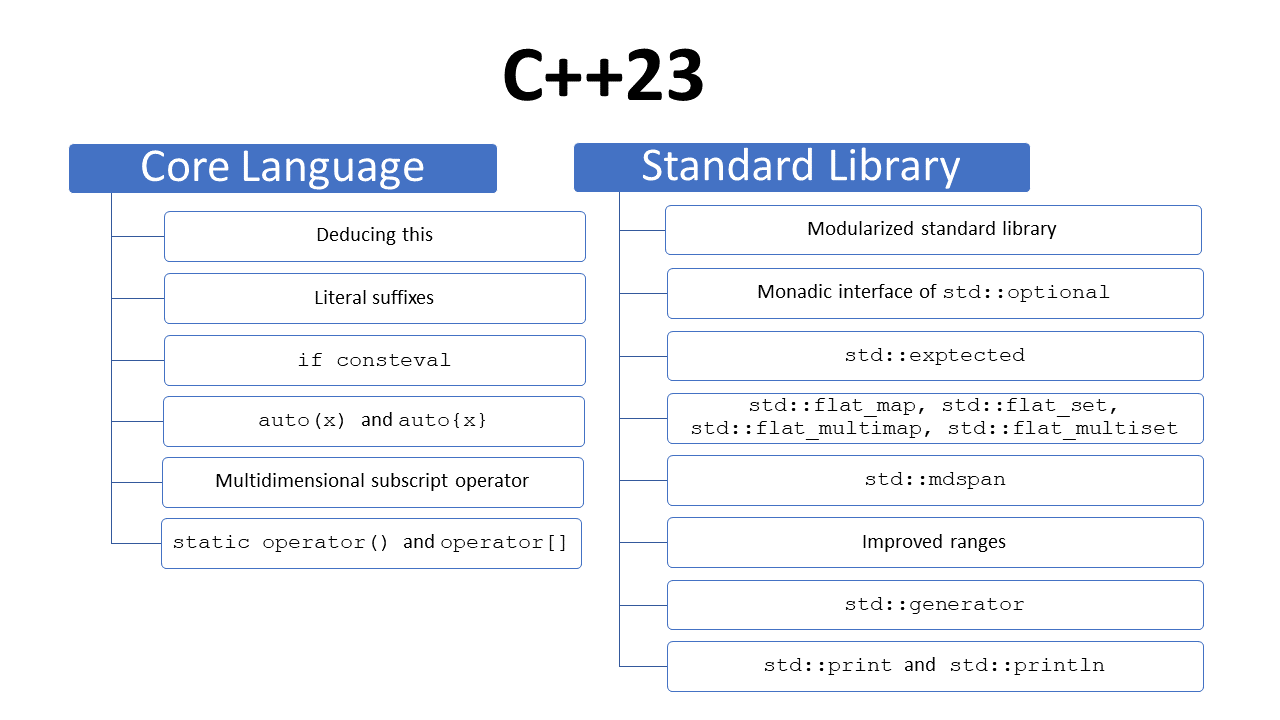 C++23
Core Language
Deducing this
Literal suffixes
if consteval
auto(x) and auto{x}
Multidimensional subscript operator
static operator() and operator[]
Standard Library
Modularized standard library
Monadic interface of std::optional
std::exptected
std::flat_map, std::flat_set,
std::flat_multimap, std::flat_multiset
std::mdspan
Improved ranges
std::generator
std::print and std::println